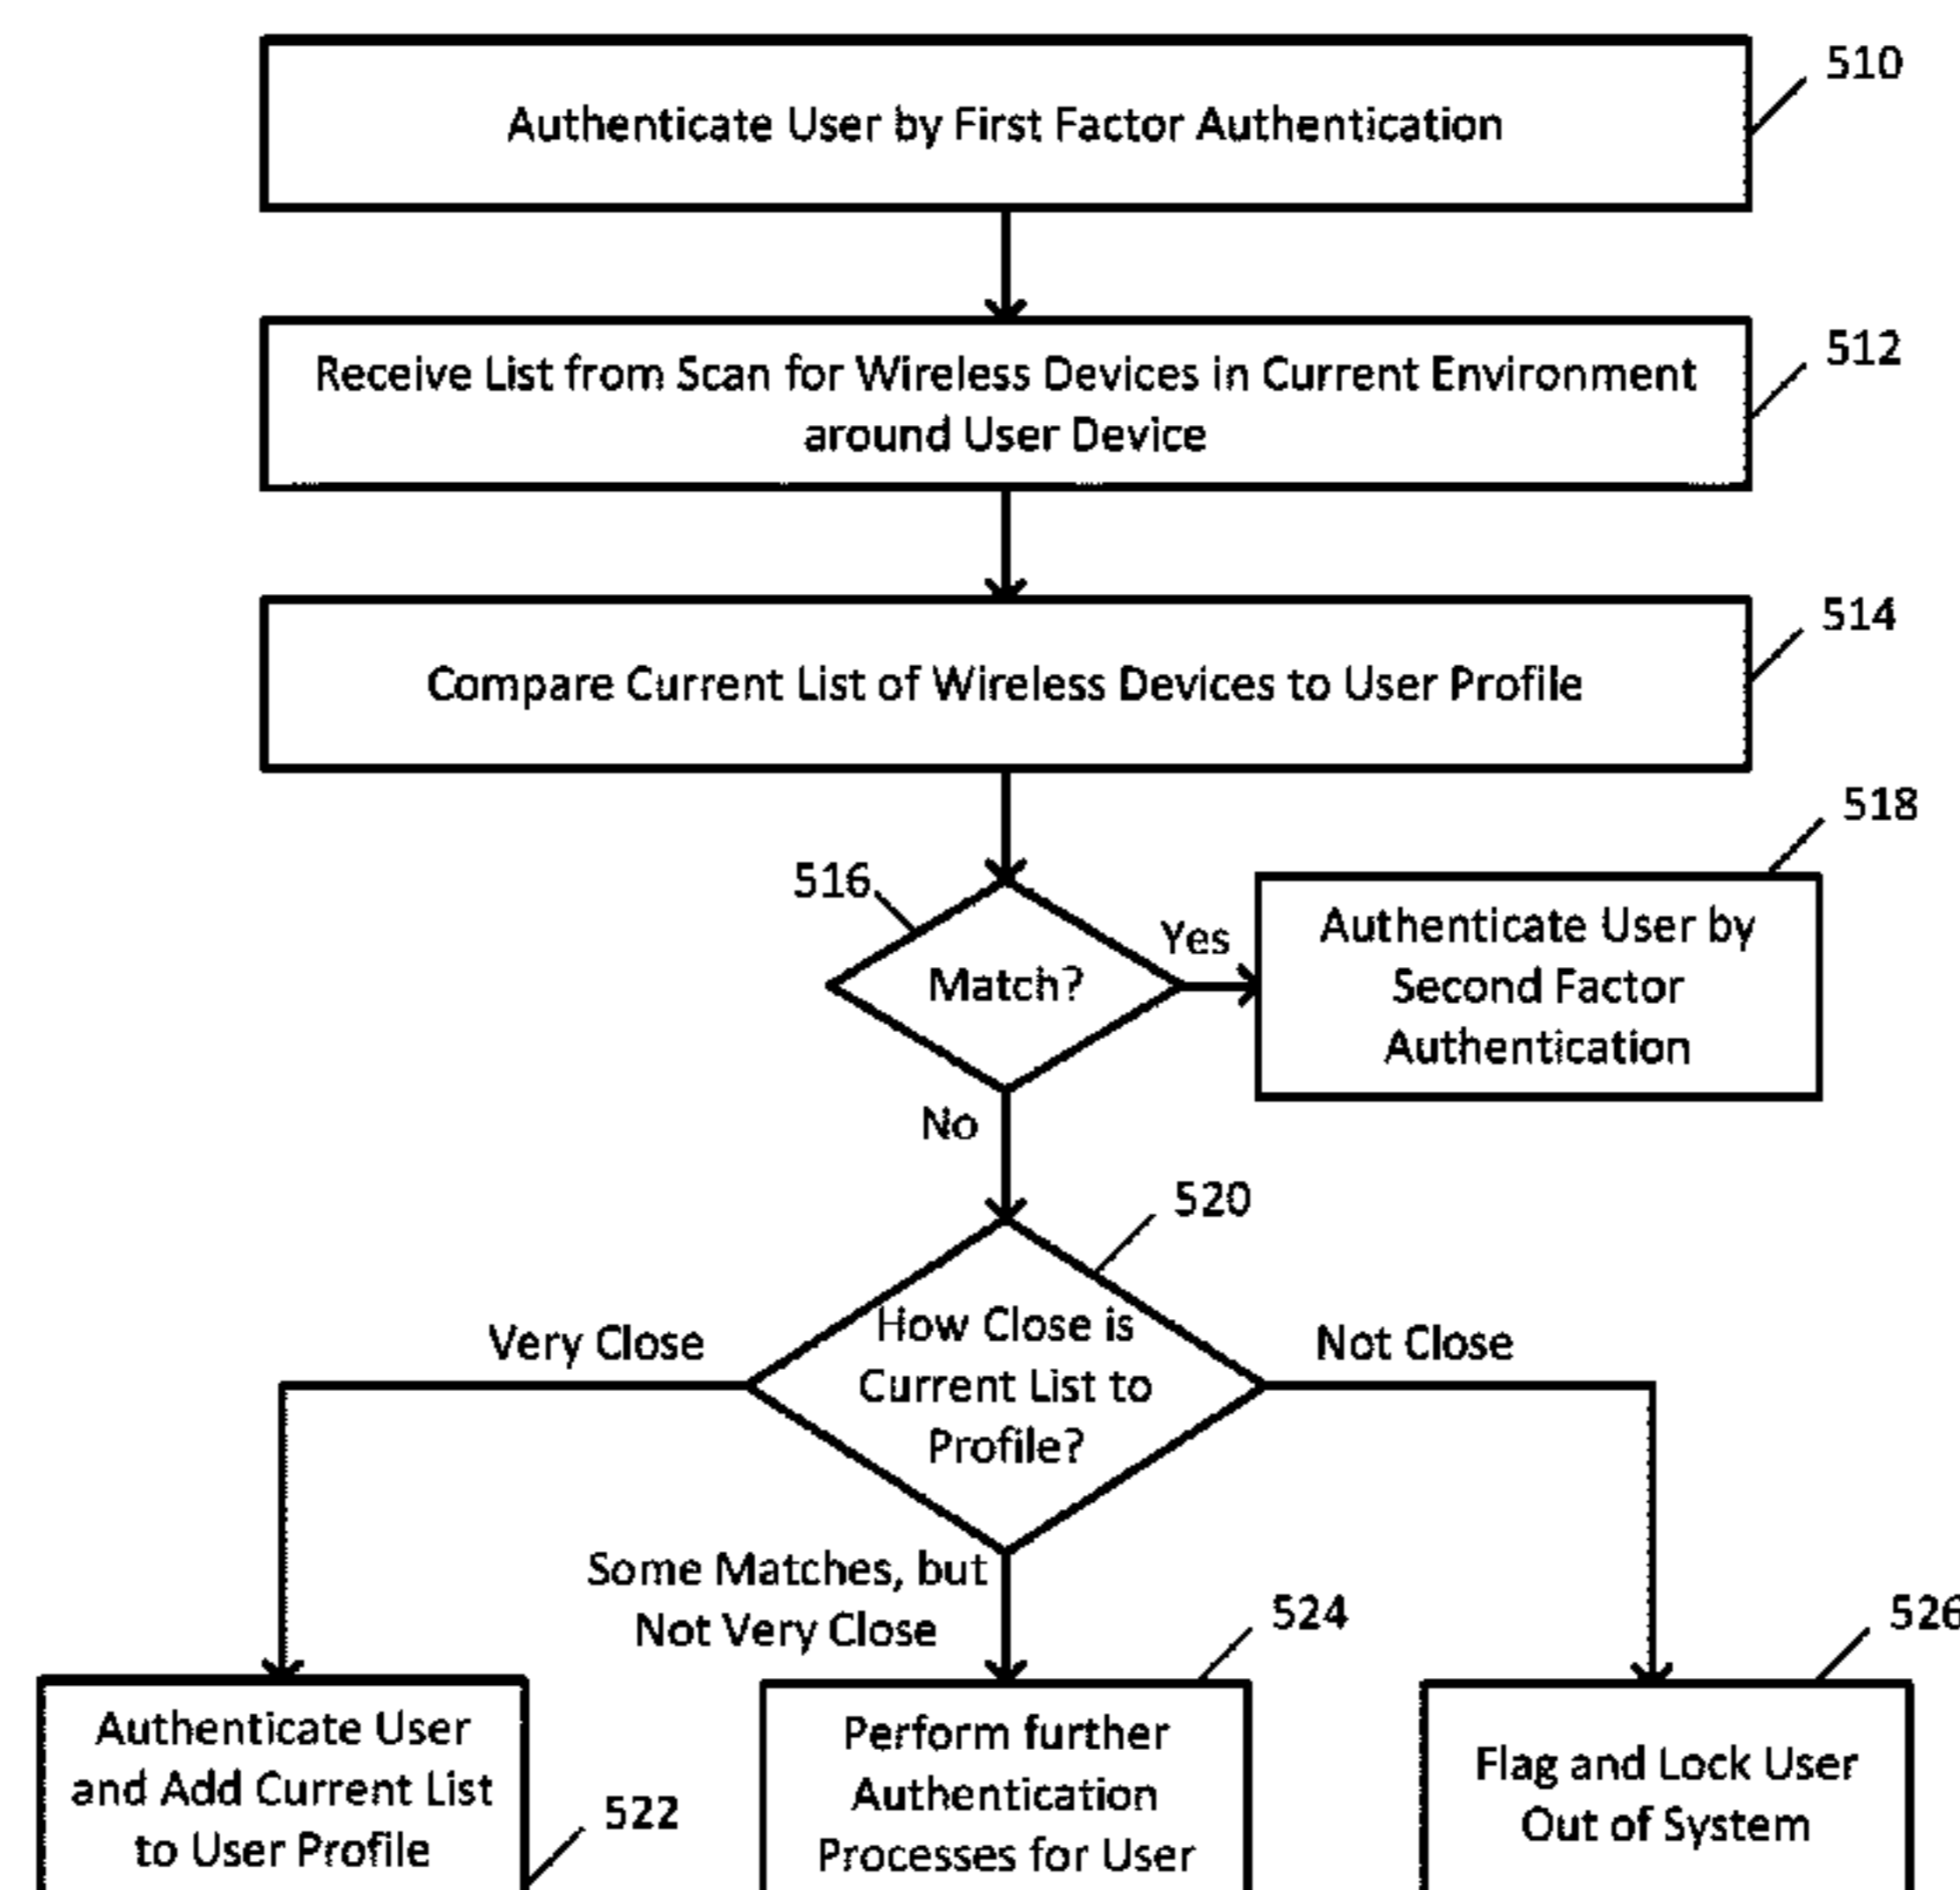 510
Authenticate User by First Factor Authentication
512
Receive List from Scan for Wireless Devices in Current Environment
around User Device
514
Compare Current List of Wireless Devices to User Profile
516
Match?
Yes
518
Authenticate User by
Second Factor
Authentication
No
520
How Close is
Current List to
Profile?
Very Close
Not Close
Some Matches, but
Not Very Close
524
526
Authenticate User
and Add Current List
to User Profile
522
Perform further
Authentication
Processes for User
Flag and Lock User
Out of System